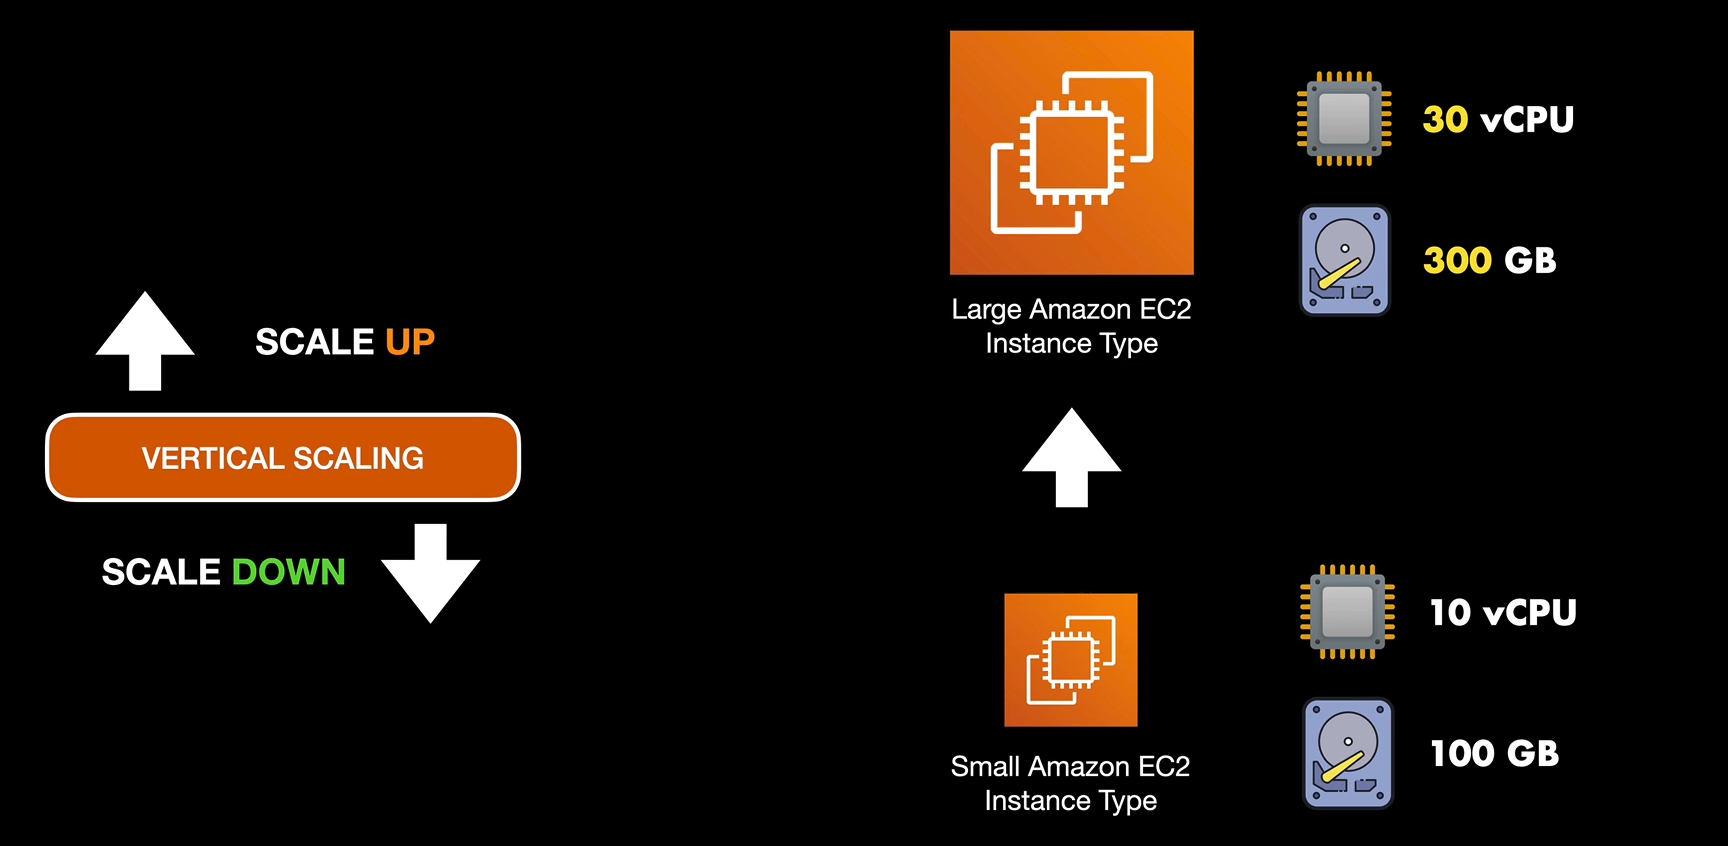 SCALE UP
VERTICAL SCALING
SCALE DOWN
Large Amazon EC2
Instance Type
30 vCPU
300 GB
Small Amazon EC2
Instance Type
10 vCPU
100 GB